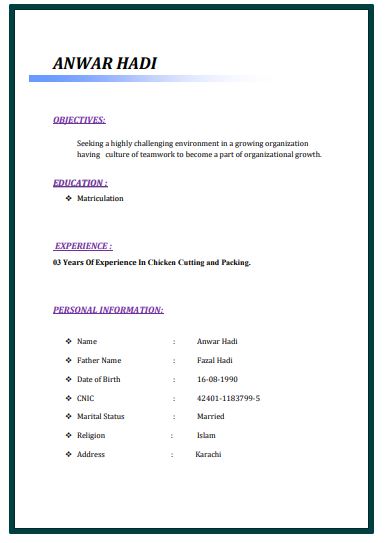 ANWAR HADI
OBJECTIVES:
Seeking a highly challenging environment in a growing organization
having culture of teamwork to become a part of organizational growth.
EDUCATION :
❖ Matriculation
EXPERIENCE :
03 Years Of Experience In Chicken Cutting and Packing.
PERSONAL INFORMATION:
❖ Name : Anwar Hadi
❖ Father Name : Fazal Hadi
❖ Date of Birth : 16-08-1990
❖ CNIC : 42401-1183799-5
❖ Marital Status : Married
❖ Religion : Islam
❖ Address : Karachi